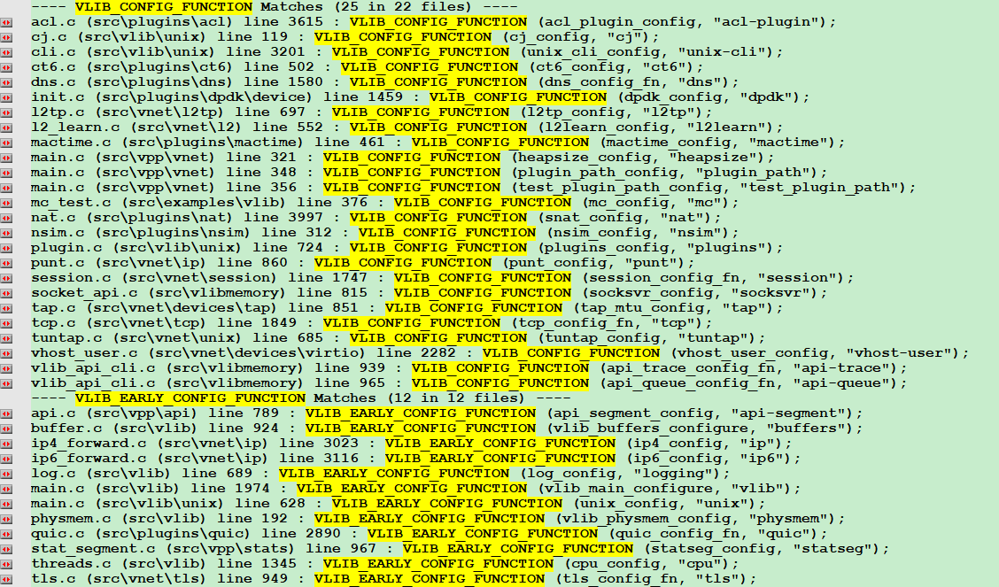 ---- VLIB_CONFIG_FUNCTION Matches (25 in 22 files) ----
acl.c (src\plugins\acl) line 3615 : VLIB_CONFIG_FUNCTION (acl_plugin_config, "acl-plugin");
cj.c (src\vlib\unix) line 119 : VLIB_CONFIG_FUNCTION (cj_config, "cj");
cli.c (src\vlib\unix) line 3201 : VLIB_CONFIG_FUNCTION (unix_cli_config, "unix-cli");
ct6.c (src\plugins\ct6) line 502 : VLIB_CONFIG_FUNCTION (ct6_config, "ct6");
dns.c (src\plugins\dns) line 1580 : VLIB_CONFIG_FUNCTION (dns_config_fn, "dns");
init.c (src\plugins\dpdk\device) line 1459 : VLIB_CONFIG_FUNCTION (dpdk_config, "dpdk");
l2tp.c (src\vnet\l2tp) line 697 : VLIB_CONFIG_FUNCTION (l2tp_config, "l2tp");
l2_learn.c (src\vnet\l2) line 552 : VLIB_CONFIG_FUNCTION (l2learn_config, "l2learn");
mactime.c (src\plugins\mactime) line 461 : VLIB_CONFIG_FUNCTION (mactime_config, "mactime");
main.c (src\vpp\vnet) line 321 : VLIB_CONFIG_FUNCTION (heapsize_config, "heapsize");
main.c (src\vpp\vnet) line 348 : VLIB_CONFIG_FUNCTION (plugin_path_config, "plugin_path");
main.c (src\vpp\vnet) line 356 : VLIB_CONFIG_FUNCTION (test_plugin_path_config, "test_plugin_path");
mc_test.c (src\examples\vlib) line 376 : VLIB_CONFIG_FUNCTION (mc_config, "mc");
nat.c (src\plugins\nat) line 3997 : VLIB_CONFIG_FUNCTION (snat_config, "nat");
nsim.c (src\plugins\nsim) line 312 : VLIB_CONFIG_FUNCTION (nsim_config, "nsim");
plugin.c (src\vlib\unix) line 724 : VLIB_CONFIG_FUNCTION (plugins_config, "plugins");
punt.c (src\vnet\ip) line 860 : VLIB_CONFIG_FUNCTION (punt_config, "punt");
session.c (src\vnet\session) line 1747 : VLIB_CONFIG_FUNCTION (session_config_fn, "session");
socket_api.c (src\vlibmemory) line 815 : VLIB_CONFIG_FUNCTION (socksvr_config, "socksvr");
tap.c (src\vnet\devices\tap) line 851 : VLIB_CONFIG_FUNCTION (tap_mtu_config, "tap");
tcp.c (src\vnet\tcp) line 1849 : VLIB_CONFIG_FUNCTION (tcp_config_fn, "tcp");
tuntap.c (src\vnet\unix) line 685 : VLIB_CONFIG_FUNCTION (tuntap_config, "tuntap");
vhost_user.c (src\vnet\devices\virtio) line 2282 : VLIB_CONFIG_FUNCTION (vhost_user_config, "vhost-user");
vlib_api_cli.c (src\vlibmemory) line 939 : VLIB_CONFIG_FUNCTION (api_trace_config_fn, "api-trace");
vlib_api_cli.c (src\vlibmemory) line 965 : VLIB_CONFIG_FUNCTION (api_queue_config_fn, "api-queue");
---- VLIB_EARLY_CONFIG_FUNCTION Matches (12 in 12 files) ----
api.c (src\vpp\api) line 789 : VLIB_EARLY_CONFIG_FUNCTION (api_segment_config, "api-segment");
buffer.c (src\vlib) line 924 : VLIB_EARLY_CONFIG_FUNCTION (vlib_buffers_configure, "buffers");
ip4_forward.c (src\vnet\ip) line 3023 : VLIB_EARLY_CONFIG_FUNCTION (ip4_config, "ip");
ip6_forward.c (src\vnet\ip) line 3116 : VLIB_EARLY_CONFIG_FUNCTION (ip6_config, "ip6");
log.c (src\vlib) line 689 : VLIB_EARLY_CONFIG_FUNCTION (log_config, "logging");
main.c (src\vlib) line 1974 : VLIB_EARLY_CONFIG_FUNCTION (vlib_main_configure, "vlib");
main.c (src\vlib\unix) line 628 : VLIB_EARLY_CONFIG_FUNCTION (unix_config, "unix");
physmem.c (src\vlib) line 192 : VLIB_EARLY_CONFIG_FUNCTION (vlib_physmem_config, "physmem");
quic.c (src\plugins\quic) line 2890 : VLIB_EARLY_CONFIG_FUNCTION (quic_config_fn, "quic");
stat_segment.c (src\vpp\stats) line 967 : VLIB_EARLY_CONFIG_FUNCTION (statseg_config, "statseg");
threads.c (src\vlib) line 1345 : VLIB_EARLY_CONFIG_FUNCTION (cpu_config, "cpu");
tls.c (src\vnet\tls) line 949 : VLIB_EARLY_CONFIG_FUNCTION (tls_config_fn, "tls");